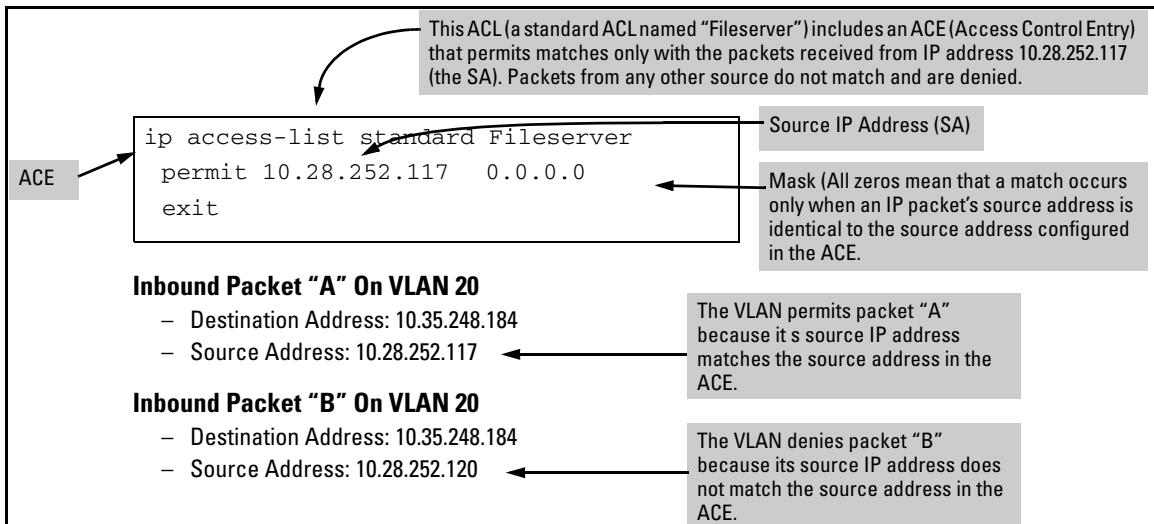 This ACL (a standard ACL named “Fileserver”) includes an ACE (Access Control Entry)
that permits matches only with the packets received from IP address 10.28.252.117
(the SA). Packets from any other source do not match and are denied.
ip access-list standard Fileserver
permit 10.28.252.117 0.0.0.0
exit
ACE
Source IP Address (SA)
Mask (All zeros mean that a match occurs
only when an IP packet’s source address is
identical to the source address configured
in the ACE.
Inbound Packet “A” On VLAN 20
– Destination Address: 10.35.248.184
– Source Address: 10.28.252.117
The VLAN permits packet “A”
because it s source IP address
matches the source address in the
ACE.
Inbound Packet “B” On VLAN 20
– Destination Address: 10.35.248.184
– Source Address: 10.28.252.120
The VLAN denies packet “B”
because its source IP address does
not match the source address in the
ACE.